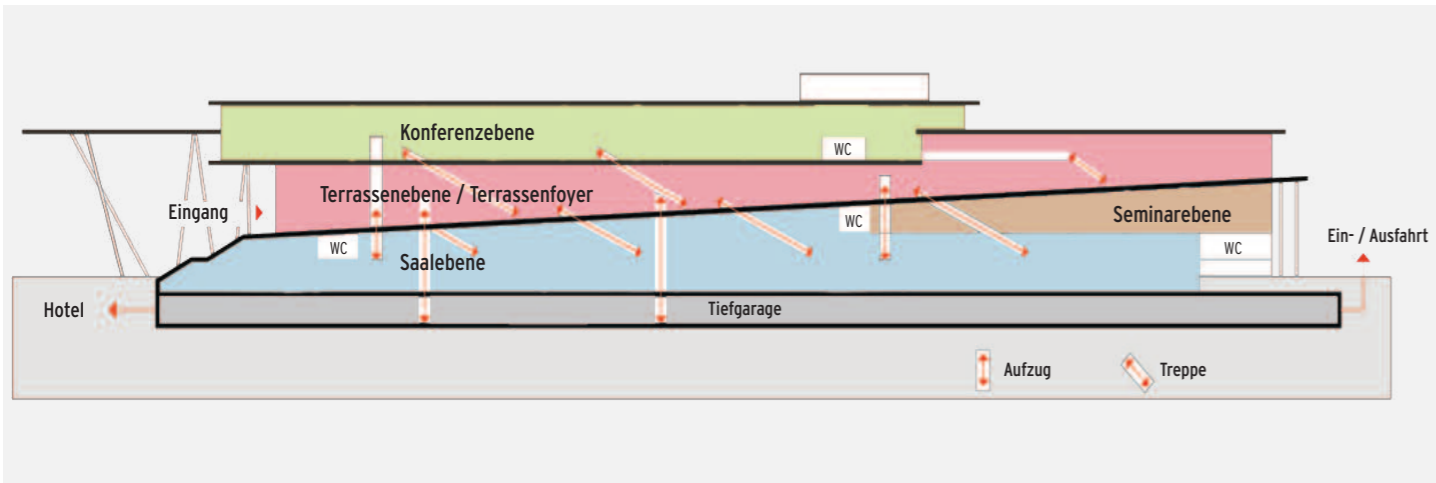 Konferenzebene
WC
Terrassenebene / Terrassenfoyer
Eingang
WC
Seminarebene
WC
WC
Ein- / Ausfahrt
Saalebene
Hotel
Tiefgarage
Aufzug
Treppe